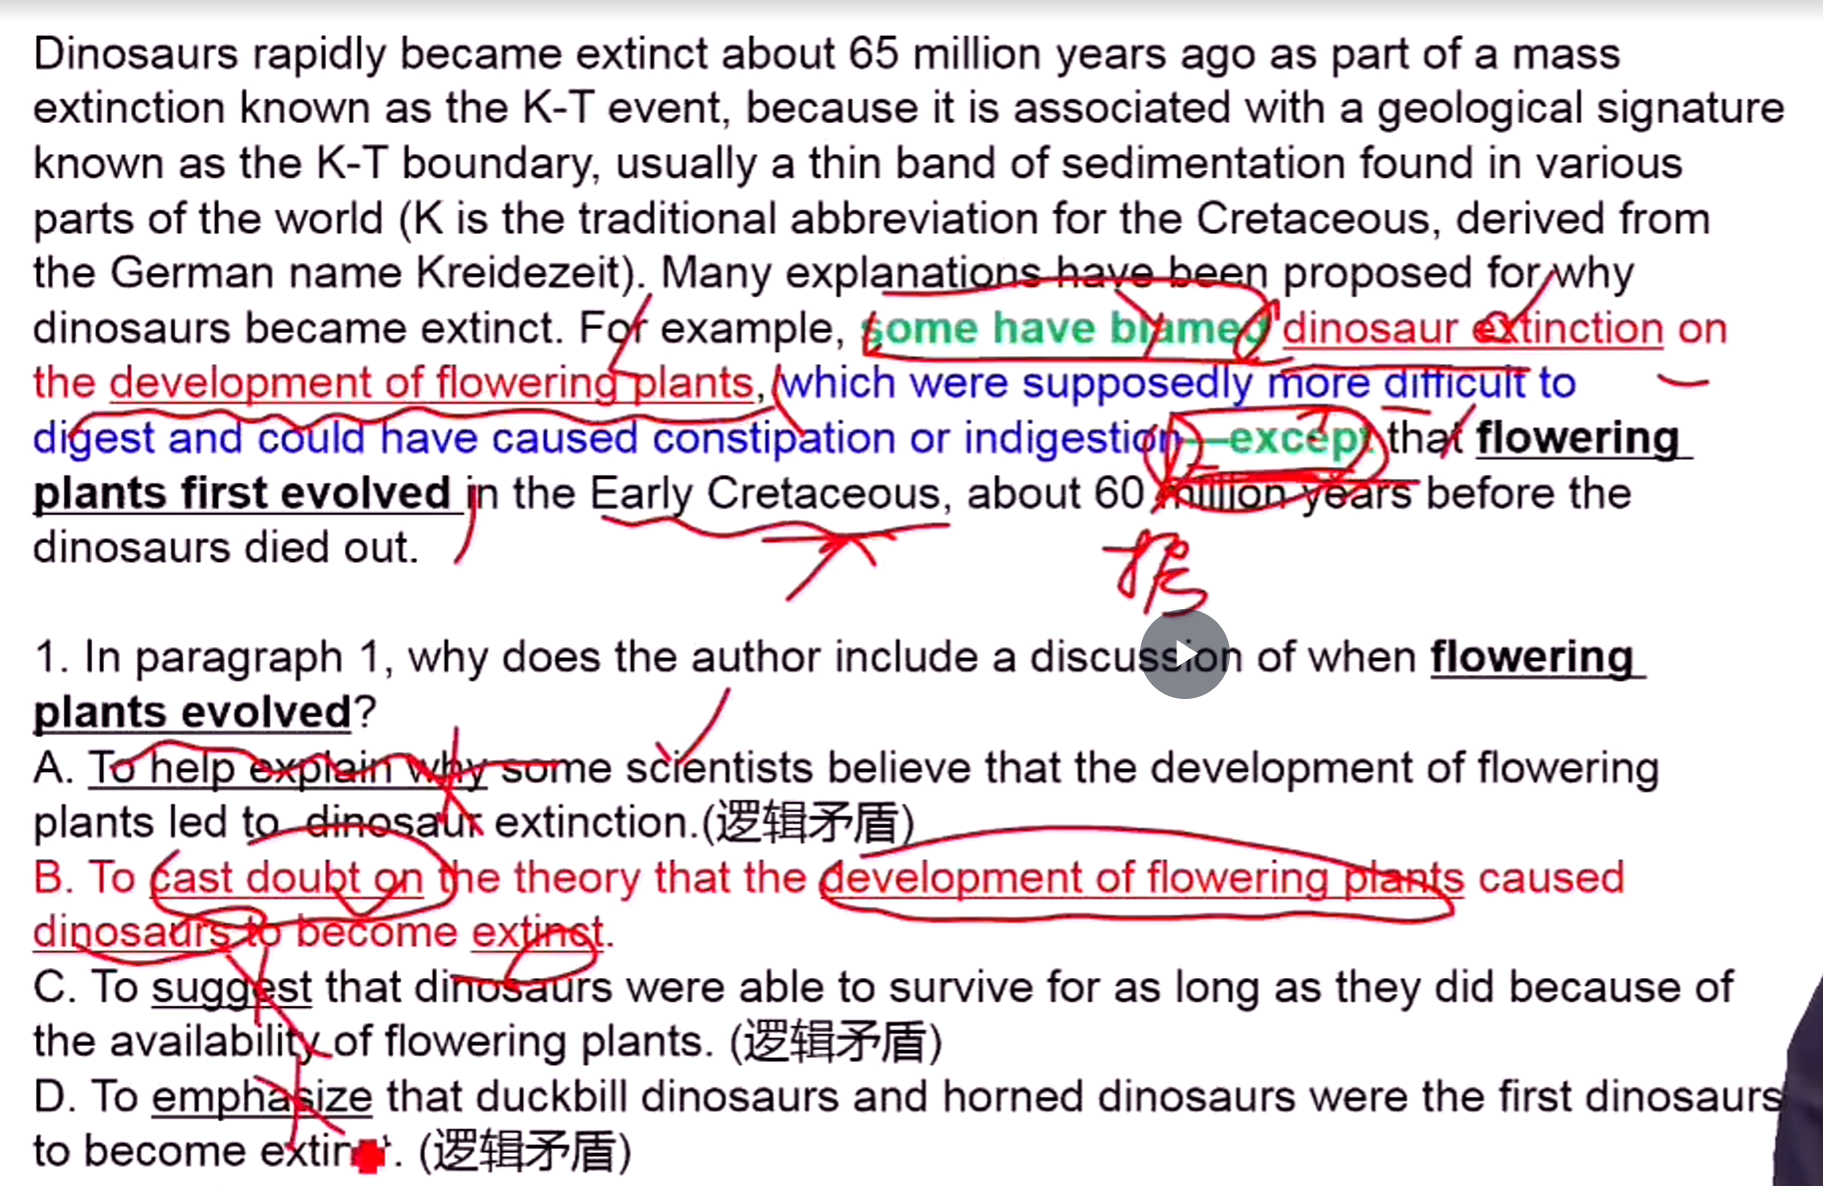 Dinosaurs rapidly became extinct about 65 million years ago as part of a mass
extinction known as the K-T event, because it is associated with a geological signature
known as the K-T boundary, usually a thin band of sedimentation found in various
parts of the world (K is the traditional abbreviation for the Cretaceous, derived from
the German name Kreidezeit). Many explanations have been proposed for why
dinosaurs became extinct. For example, some have blamed dinosaur extinction on
the development of flowering plants, which were supposedly more difficult to
digest and could have caused constipation or indigestion—except that flowering
plants first evolved in the Early Cretaceous, about 60 million years before the
dinosaurs died out.
1. In paragraph 1, why does the author include a discussion of when flowering
plants evolved?
A. To help explain why some scientists believe that the development of flowering
plants led to dinosaur extinction.(逻辑矛盾)
B. To cast doubt on the theory that the development of flowering plants caused
dinosaurs to become extinct.
C. To suggest that dinosaurs were able to survive for as long as they did because of
the availability of flowering plants. (逻辑矛盾)
D. To emphasize that duckbill dinosaurs and horned dinosaurs were the first dinosaurs
to become extinct. (逻辑矛盾)